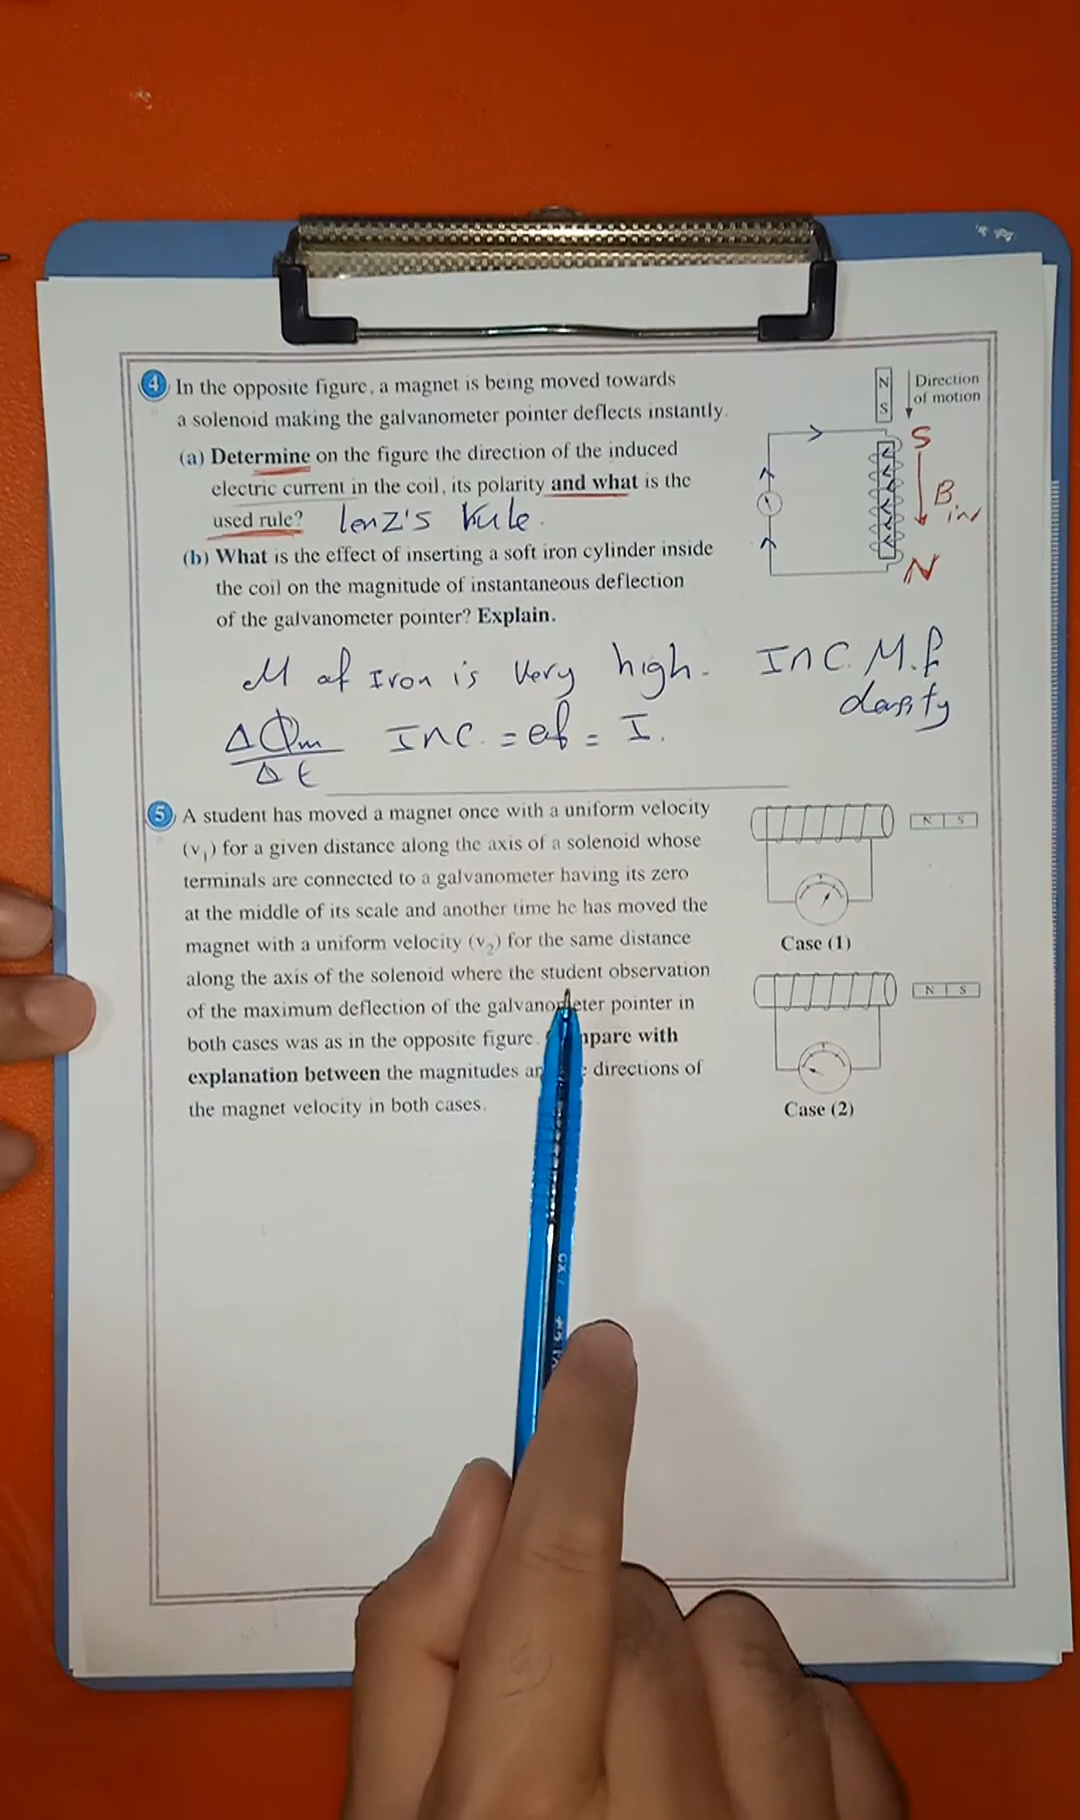 4 In the opposite figure, a magnet is being moved towards
a solenoid making the galvanometer pointer deflects instantly.
(a) Determine on the figure the direction of the induced
electric current in the coil, its polarity and what is the
used rule? lenz's rule.
(b) What is the effect of inserting a soft iron cylinder inside
the coil on the magnitude of instantaneous deflection
of the galvanometer pointer? Explain.
N
S
Direction
of motion
S
B in
N
M of Iron is very high. Inc. M.f
density
ΔΦm Inc. = ef = I.
Δt
5 A student has moved a magnet once with a uniform velocity
(v₁) for a given distance along the axis of a solenoid whose
terminals are connected to a galvanometer having its zero
at the middle of its scale and another time he has moved the
magnet with a uniform velocity (v₂) for the same distance
along the axis of the solenoid where the student observation
of the maximum deflection of the galvanometer pointer in
both cases was as in the opposite figure.
explanation between the magnitudes directions of
the magnet velocity in both cases.
N S
Case (1)
N S
Case (2)